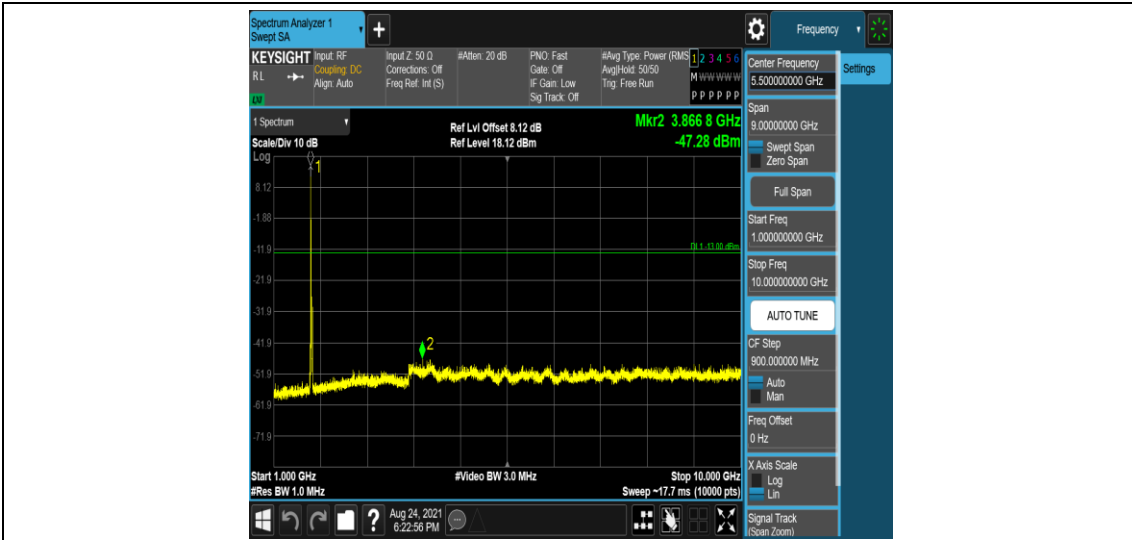 Spectrum Analyzer 1
Swept SA
+
Frequency
KEYSIGHT
RL
LXI
Input: RF
Coupling: DC
Align: Auto
Input Z: 50 Ω
Corrections: Off
Freq Ref: Int (S)
#Atten: 20 dB
PNO: Fast
Gate: Off
IF Gain: Low
Sig Track: Off
#Avg Type: Power (RMS
Avg|Hold: 50/50
Trig: Free Run
1 2 3 4 5 6
M W W W W W
P P P P P P
Center Frequency
5.50000000 GHz
Settings
Span
9.00000000 GHz
Swept Span
Zero Span
Full Span
Start Freq
1.000000000 GHz
Stop Freq
10.000000000 GHz
AUTO TUNE
CF Step
900.000000 MHz
Auto
Man
Freq Offset
0 Hz
X Axis Scale
Log
Lin
Signal Track
(Span Zoom)
1 Spectrum
Scale/Div 10 dB
Log
Ref Lvl Offset 8.12 dB
Ref Level 18.12 dBm
Mkr2 3.866 8 GHz
-47.28 dBm
1
8.12
-1.88
-11.9
DL1 -13.00 dBm
-21.9
-31.9
-41.9
2
-51.9
-61.9
-71.9
Start 1.000 GHz
#Res BW 1.0 MHz
#Video BW 3.0 MHz
Stop 10.000 GHz
Sweep ~17.7 ms (10000 pts)
?
Aug 24, 2021
6:22:56 PM